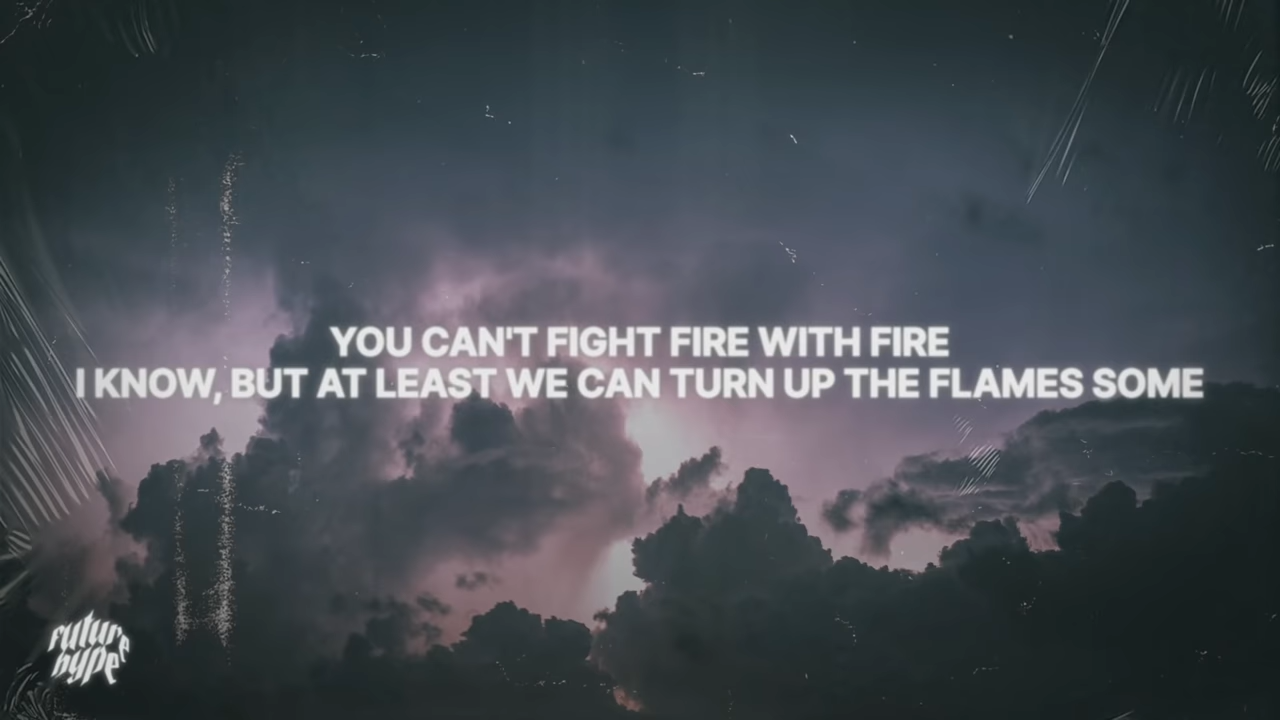 YOU CAN'T FIGHT FIRE WITH FIRE
I KNOW, BUT AT LEAST WE CAN TURN UP THE FLAMES SOME
future
hype